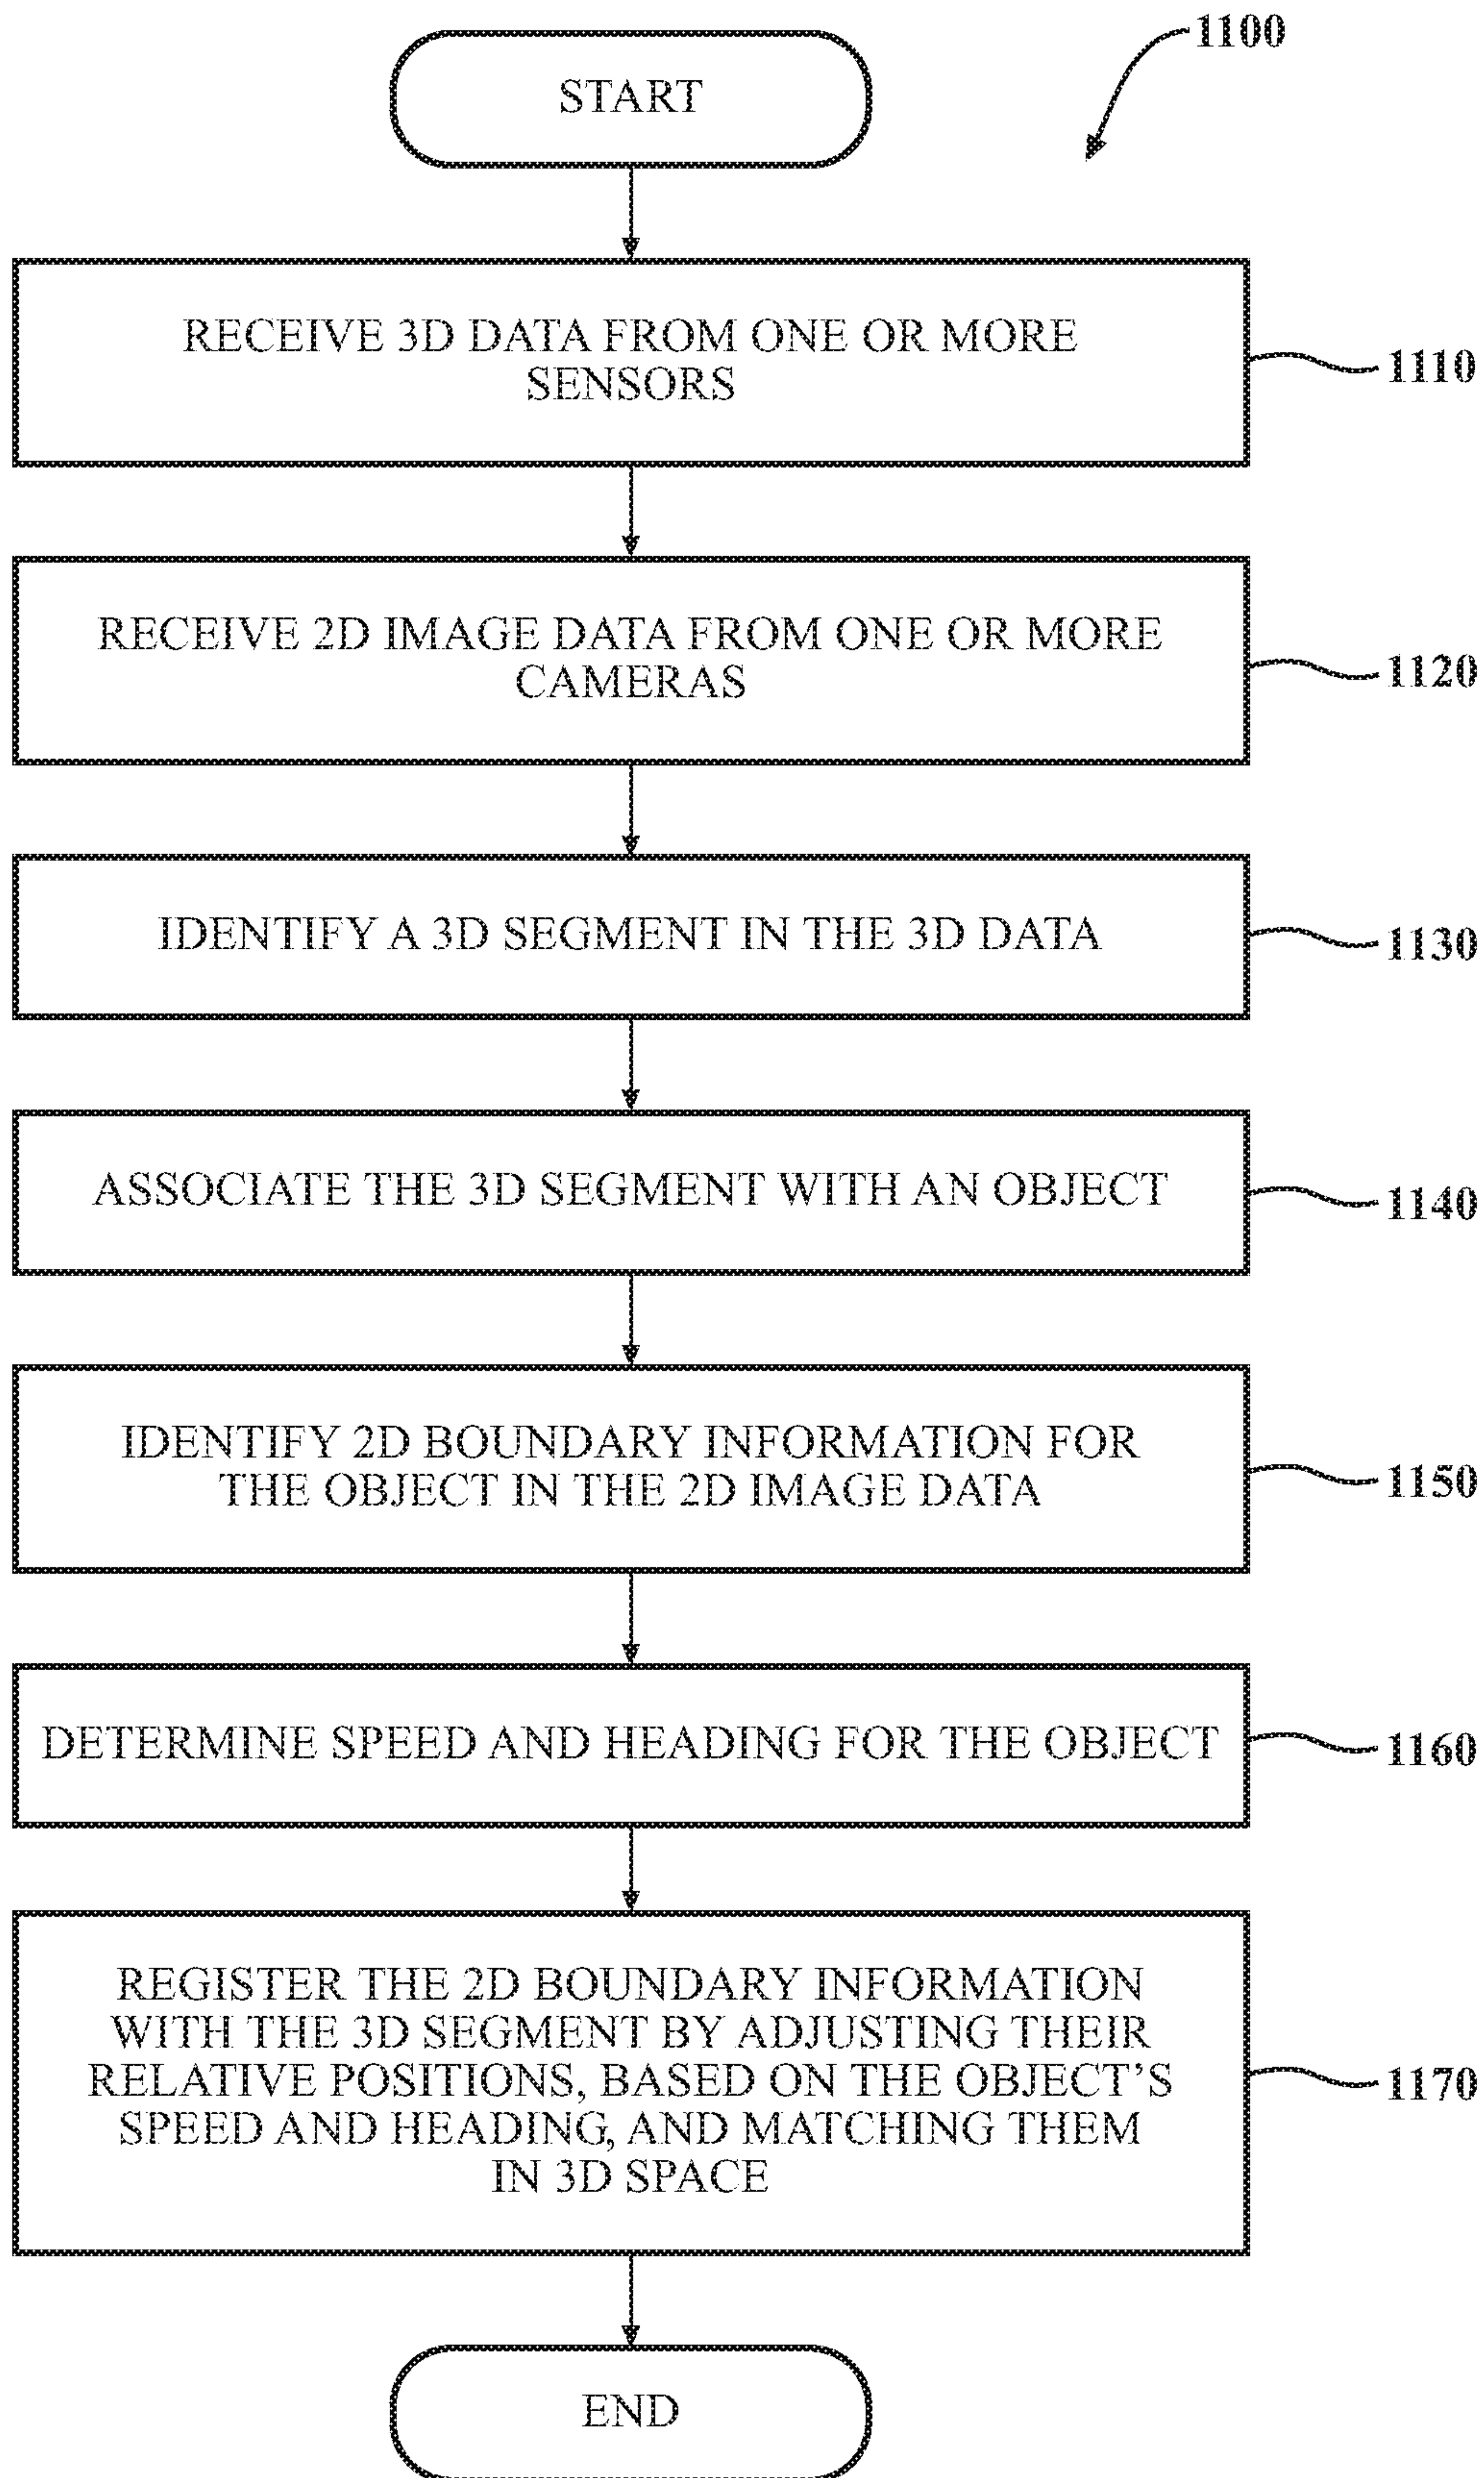 1100
START
RECEIVE 3D DATA FROM ONE OR MORE
SENSORS
1110
RECEIVE 2D IMAGE DATA FROM ONE OR MORE
CAMERAS
1120
IDENTIFY A 3D SEGMENT IN THE 3D DATA
1130
ASSOCIATE THE 3D SEGMENT WITH AN OBJECT
1140
IDENTIFY 2D BOUNDARY INFORMATION FOR
THE OBJECT IN THE 2D IMAGE DATA
1150
DETERMINE SPEED AND HEADING FOR THE OBJECT
1160
REGISTER THE 2D BOUNDARY INFORMATION
WITH THE 3D SEGMENT BY ADJUSTING THEIR
RELATIVE POSITIONS, BASED ON THE OBJECT’S
SPEED AND HEADING, AND MATCHING THEM
IN 3D SPACE
1170
END